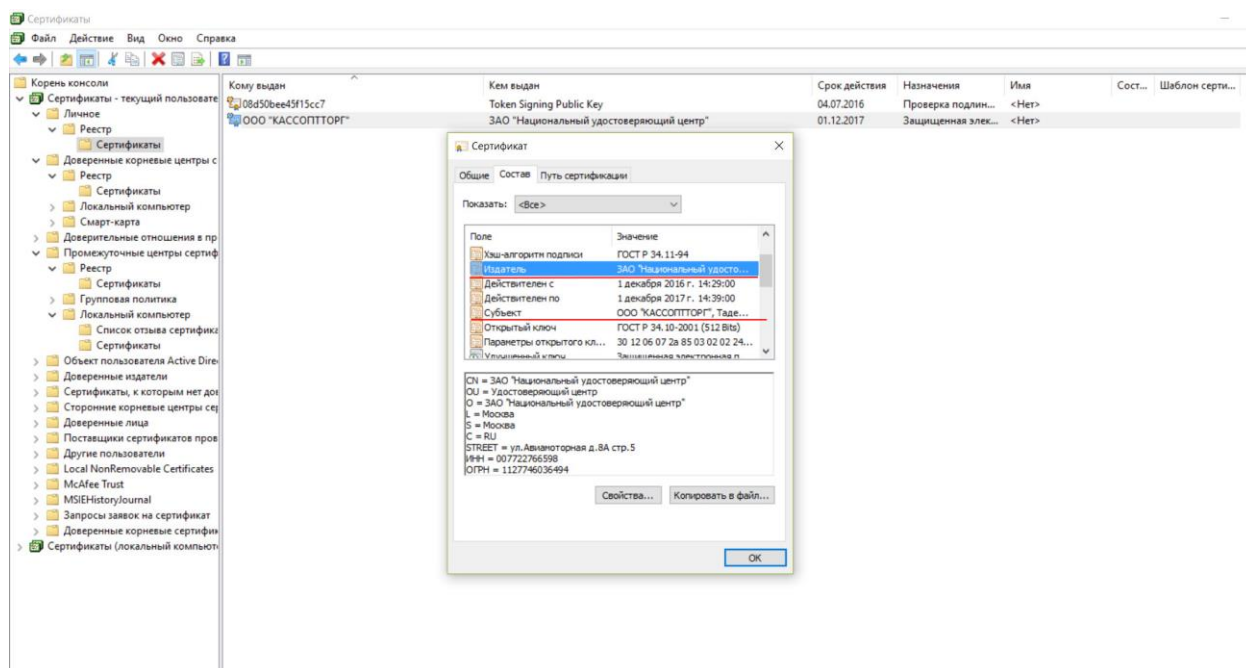 Сертификаты
Файл Действие Вид Окно Справка
Корень консоли
Сертификаты - текущий пользовате
Личное
Реестр
Сертификаты
Доверенные корневые центры с
Реестр
Сертификаты
Локальный компьютер
Смарт-карта
Доверительные отношения в пр
Промежуточные центры сертиф
Реестр
Сертификаты
Групповая политика
Локальный компьютер
Список отзыва сертифика
Сертификаты
Объект пользователя Active Dire
Доверенные издатели
Сертификаты, к которым нет дов
Сторонние корневые центры сер
Доверенные лица
Поставщики сертификатов пров
Другие пользователи
Local NonRemovable Certificates
McAfee Trust
MSIEHistoryJournal
Запросы заявок на сертификат
Доверенные корневые сертифик
Сертификаты (локальный компьют
Кому выдан Кем выдан Срок действия Назначения Имя Сост... Шаблон серти...
08d50bee45f15cc7 Token Signing Public Key 04.07.2016 Проверка подлин... <Нет>
ООО "КАССОПТТОРГ" ЗАО "Национальный удостоверяющий центр" 01.12.2017 Защищенная элек... <Нет>
Сертификат
Общие Состав Путь сертификации
Показать: <Все>
Поле Значение
Хэш-алгоритм подписи ГОСТ Р 34.11-94
Издатель ЗАО "Национальный удосто...
Действителен с 1 декабря 2016 г. 14:29:00
Действителен по 1 декабря 2017 г. 14:39:00
Субъект ООО "КАССОПТТОРГ", Таде...
Открытый ключ ГОСТ Р 34.10-2001 (512 Bits)
Параметры открытого кл... 30 12 06 07 2a 85 03 02 02 24...
Улучшенный ключ Защищенная электронная п
CN = ЗАО "Национальный удостоверяющий центр"
OU = Удостоверяющий центр
O = ЗАО "Национальный удостоверяющий центр"
L = Москва
S = Москва
C = RU
STREET = ул.Авиамоторная д.8А стр.5
ИНН = 007722766598
ОГРН = 1127746036494
Свойства... Копировать в файл...
ОК